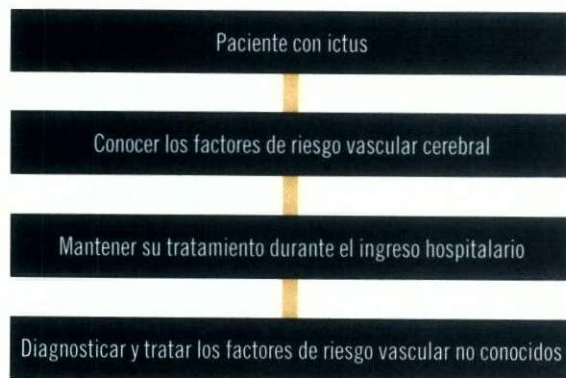 Paciente con ictus
Conocer los factores de riesgo vascular cerebral
Mantener su tratamiento durante el ingreso hospitalario
Diagnosticar y tratar los factores de riesgo vascular no conocidos